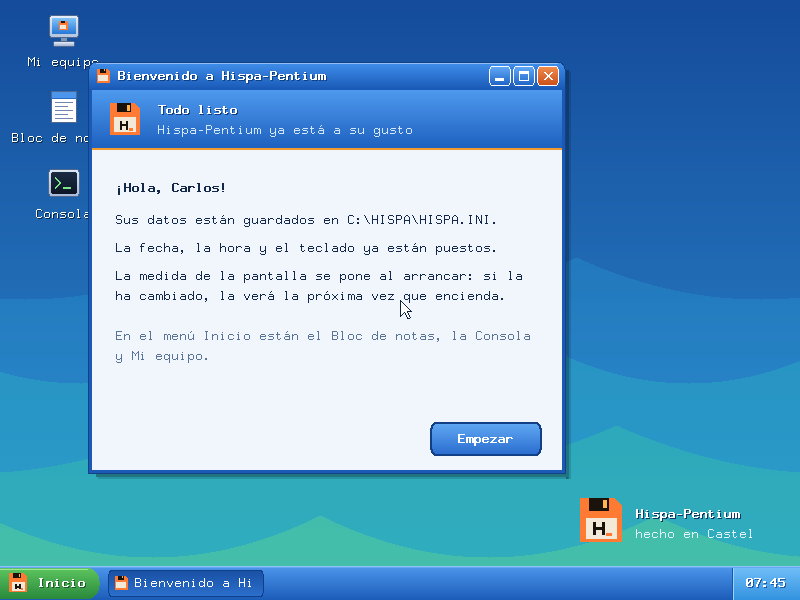 Mi equipo
Bloc de no
Consola
Bienvenido a Hispa-Pentium
H.
Todo listo
Hispa-Pentium ya está a su gusto
¡Hola, Carlos!
Sus datos están guardados en C:\HISPA\HISPA.INI.
La fecha, la hora y el teclado ya están puestos.
La medida de la pantalla se pone al arrancar: si la
ha cambiado, la verá la próxima vez que encienda.
En el menú Inicio están el Bloc de notas, la Consola
y Mi equipo.
Empezar
H.
Hispa-Pentium
hecho en Castel
Inicio
Bienvenido a Hi
07:45